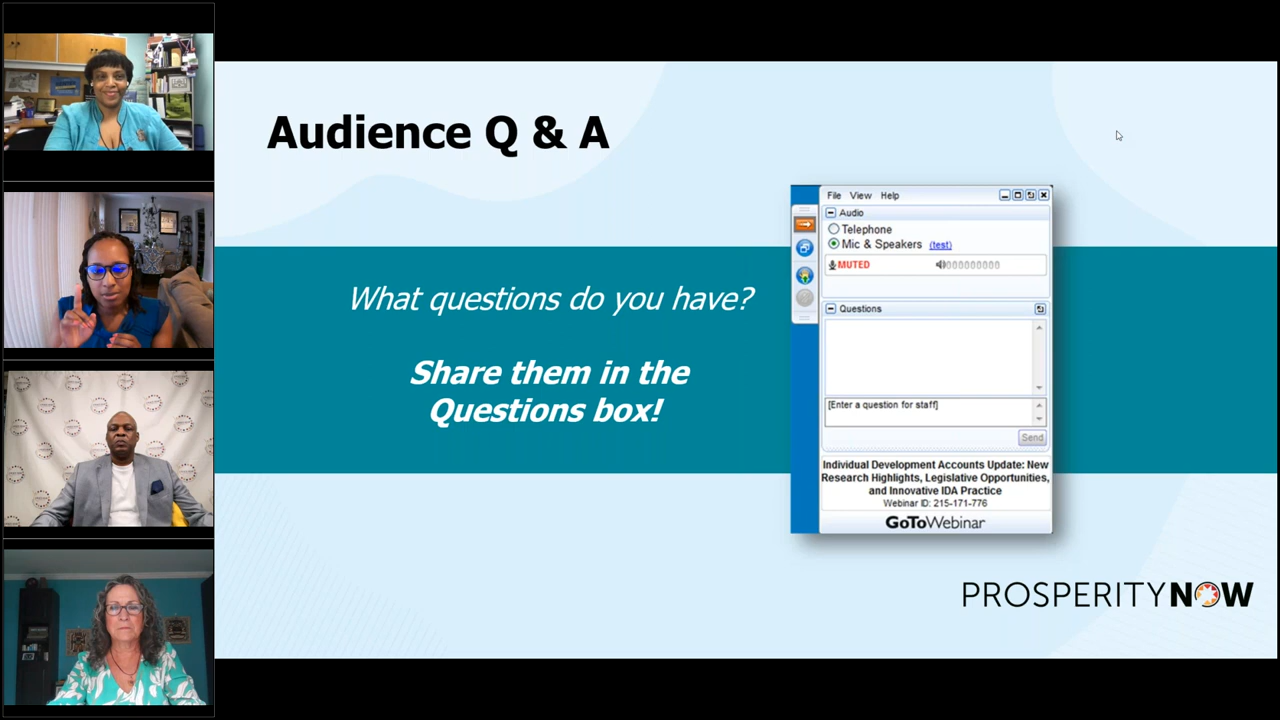 Audience Q & A
What questions do you have?
Share them in the
Questions box!
File View Help
Audio
Telephone
Mic & Speakers (test)
MUTED
Questions
[Enter a question for staff]
Send
Individual Development Accounts Update: New
Research Highlights, Legislative Opportunities,
and Innovative IDA Practice
Webinar ID: 215-171-776
GoToWebinar
PROSPERITY NOW